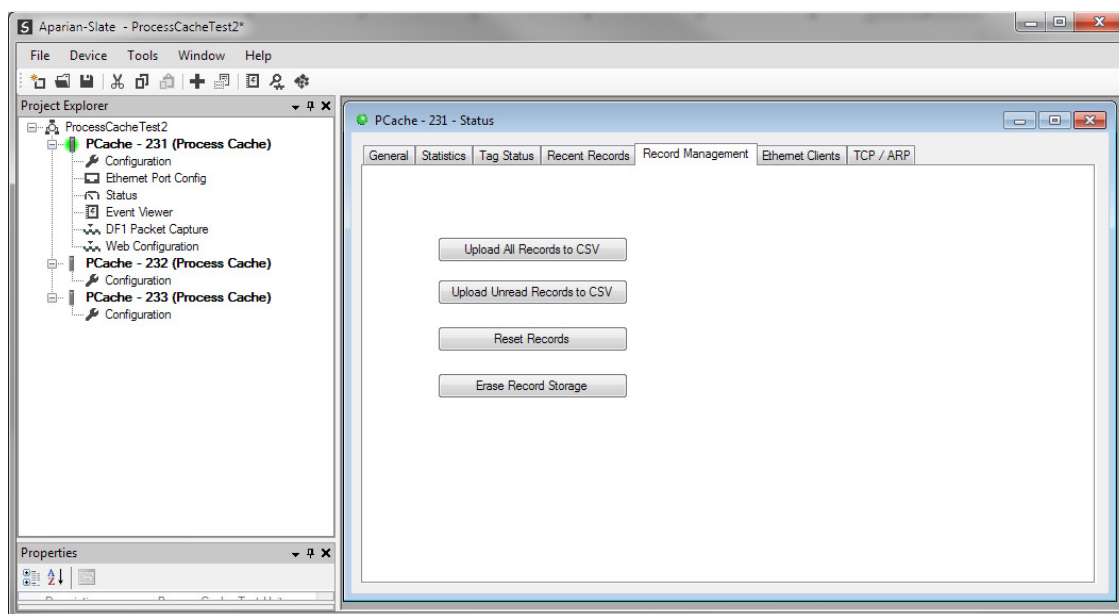 Aparian-Slate - ProcessCacheTest2*
File Device Tools Window Help
Project Explorer
ProcessCacheTest2
PCache - 231 (Process Cache)
Configuration
Ethernet Port Config
Status
Event Viewer
DF1 Packet Capture
Web Configuration
PCache - 232 (Process Cache)
Configuration
PCache - 233 (Process Cache)
Configuration
Properties
PCache - 231 - Status
General Statistics Tag Status Recent Records Record Management Ethernet Clients TCP / ARP
Upload All Records to CSV
Upload Unread Records to CSV
Reset Records
Erase Record Storage